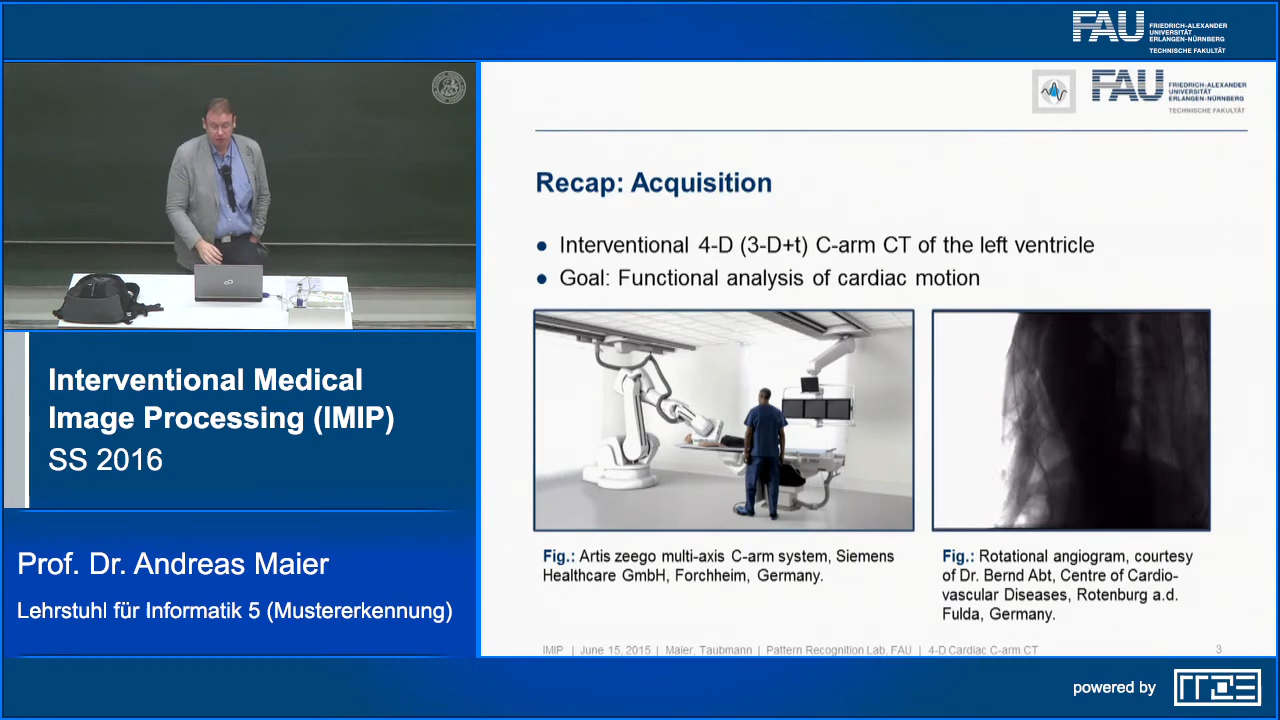 FAU FRIEDRICH-ALEXANDER
UNIVERSITÄT
ERLANGEN-NÜRNBERG
TECHNISCHE FAKULTÄT
FAU FRIEDRICH-ALEXANDER
UNIVERSITÄT
ERLANGEN-NÜRNBERG
TECHNISCHE FAKULTÄT
Recap: Acquisition
• Interventional 4-D (3-D+t) C-arm CT of the left ventricle
• Goal: Functional analysis of cardiac motion
Fig.: Artis zeego multi-axis C-arm system, Siemens
Healthcare GmbH, Forchheim, Germany.
Fig.: Rotational angiogram, courtesy
of Dr. Bernd Abt, Centre of Cardio-
vascular Diseases, Rotenburg a.d.
Fulda, Germany.
IMIP | June 15, 2015 | Maier, Taubmann | Pattern Recognition Lab, FAU | 4-D Cardiac C-arm CT 3
Interventional Medical
Image Processing (IMIP)
SS 2016
Prof. Dr. Andreas Maier
Lehrstuhl für Informatik 5 (Mustererkennung)
powered by RRZE